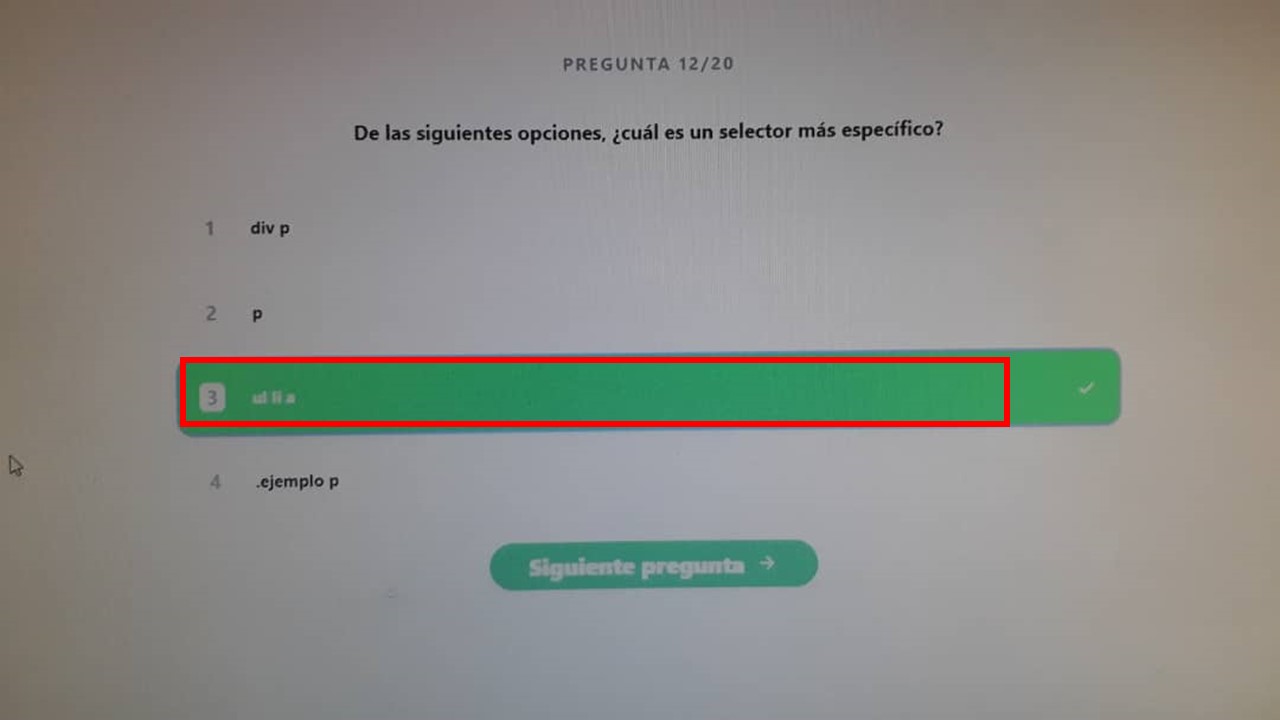 PREGUNTA 12/20
De las siguientes opciones, ¿cuál es un selector más específico?
1 div p
2 p
3 ul li a
4 .ejemplo p
Siguiente pregunta →